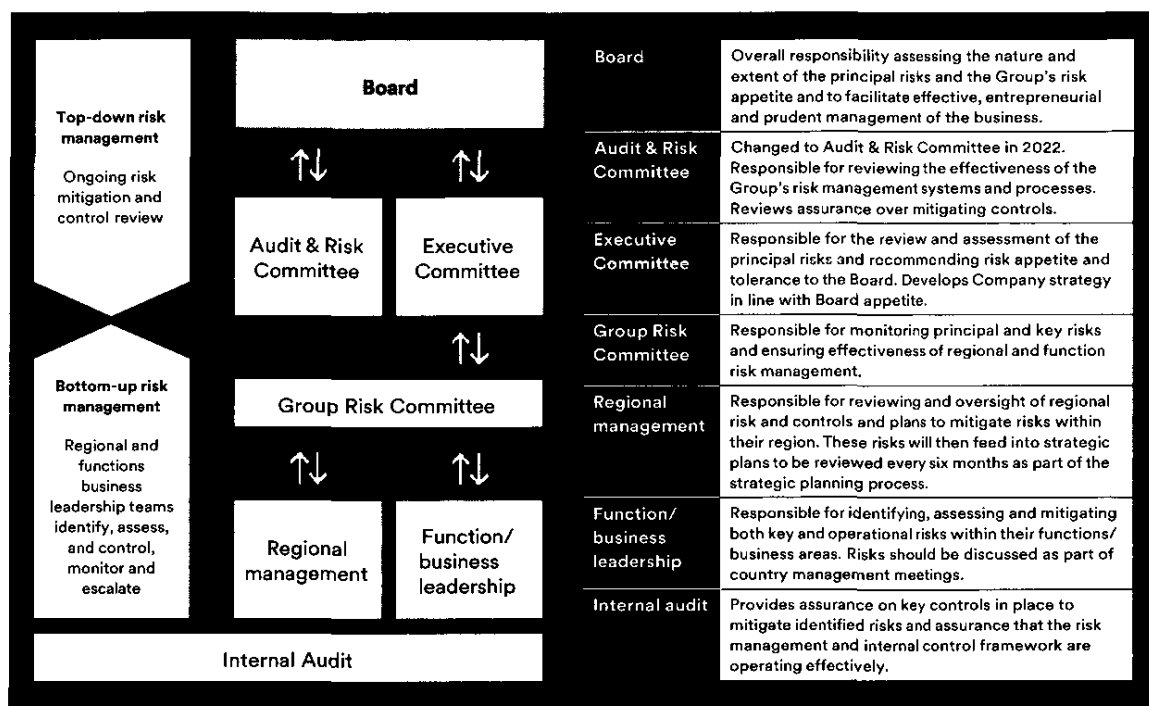 Top-down risk
management
Ongoing risk
mitigation and
control review
Bottom-up risk
management
Regional and
functions
business
leadership teams
identify, assess,
and control,
monitor and
escalate
Board
Audit & Risk
Committee
Executive
Committee
Group Risk Committee
Regional
management
Function/
business
leadership
Internal Audit
Board
Overall responsibility assessing the nature and
extent of the principal risks and the Group's risk
appetite and to facilitate effective, entrepreneurial
and prudent management of the business.
Audit & Risk
Committee
Changed to Audit & Risk Committee in 2022.
Responsible for reviewing the effectiveness of the
Group's risk management systems and processes.
Reviews assurance over mitigating controls.
Executive
Committee
Responsible for the review and assessment of the
principal risks and recommending risk appetite and
tolerance to the Board. Develops Company strategy
in line with Board appetite.
Group Risk
Committee
Responsible for monitoring principal and key risks
and ensuring effectiveness of regional and function
risk management.
Regional
management
Responsible for reviewing and oversight of regional
risk and controls and plans to mitigate risks within
their region. These risks will then feed into strategic
plans to be reviewed every six months as part of the
strategic planning process.
Function/
business
leadership
Responsible for identifying, assessing and mitigating
both key and operational risks within their functions/
business areas. Risks should be discussed as part of
country management meetings.
Internal audit
Provides assurance on key controls in place to
mitigate identified risks and assurance that the risk
management and internal control framework are
operating effectively.